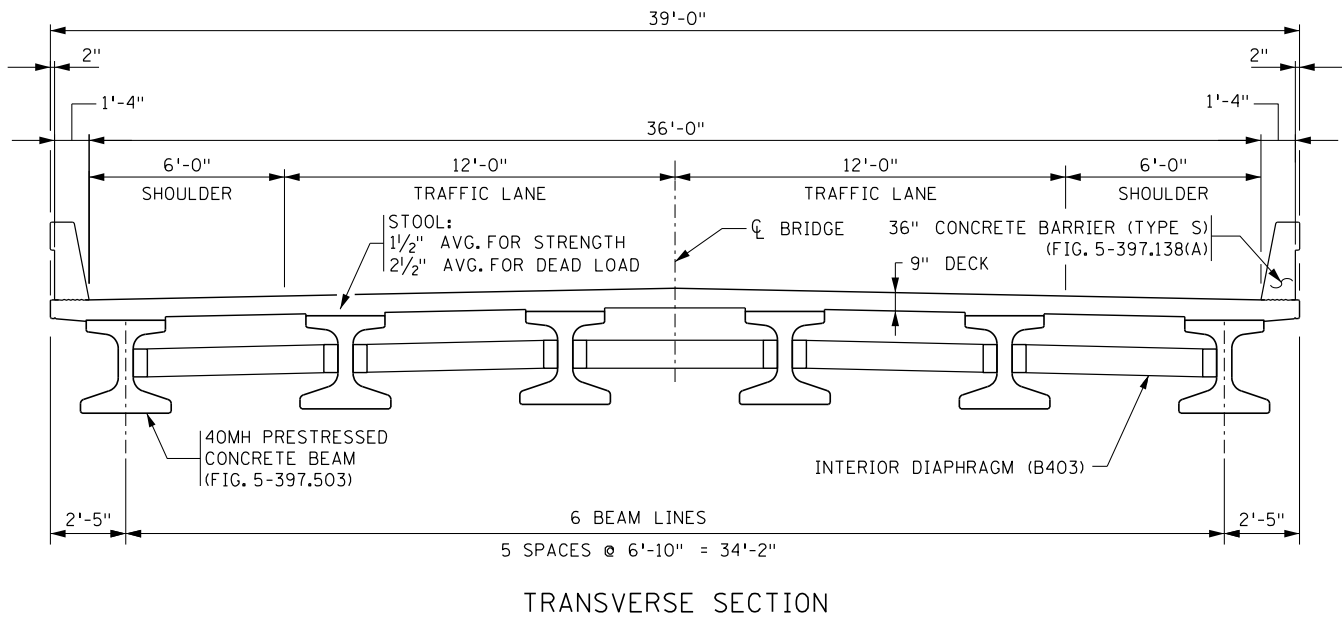 39'-0"
2"
2"
1'-4"
1'-4"
36'-0"
6'-0"
12'-0"
12'-0"
6'-0"
SHOULDER
TRAFFIC LANE
TRAFFIC LANE
SHOULDER
STOOL:
1½" AVG. FOR STRENGTH
2½" AVG. FOR DEAD LOAD
℄ BRIDGE
36" CONCRETE BARRIER (TYPE S)
(FIG. 5-397.138(A)
9" DECK
40MH PRESTRESSED
CONCRETE BEAM
(FIG. 5-397.503)
INTERIOR DIAPHRAGM (B403)
2'-5"
6 BEAM LINES
2'-5"
5 SPACES @ 6'-10" = 34'-2"
TRANSVERSE SECTION